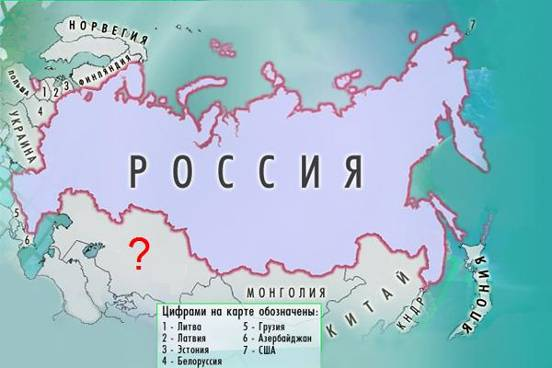 НОРВЕГИЯ
7
ФИНЛЯНДИЯ
ПОЛЬША
1 2 3
4
УКРАИНА
РОССИЯ
5
6
?
МОНГОЛИЯ
КИТАЙ
КНДР
ЯПОНИЯ
Цифрами на карте обозначены:
1 - Литва 5 - Грузия
2 - Латвия 6 - Азербайджан
3 - Эстония 7 - США
4 - Белоруссия